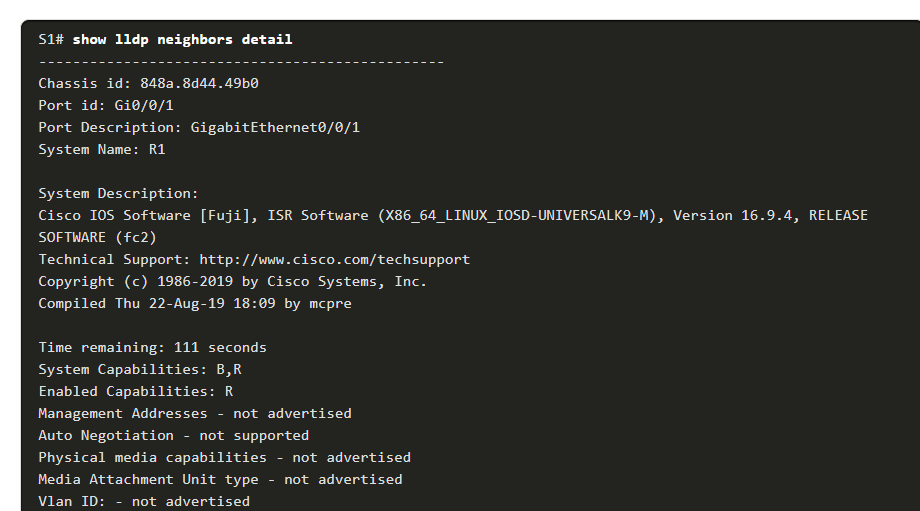 S1# show lldp neighbors detail
------------------------------------------------
Chassis id: 848a.8d44.49b0
Port id: Gi0/0/1
Port Description: GigabitEthernet0/0/1
System Name: R1
System Description:
Cisco IOS Software [Fuji], ISR Software (X86_64_LINUX_IOSD-UNIVERSALK9-M), Version 16.9.4, RELEASE
SOFTWARE (fc2)
Technical Support: http://www.cisco.com/techsupport
Copyright (c) 1986-2019 by Cisco Systems, Inc.
Compiled Thu 22-Aug-19 18:09 by mcpre
Time remaining: 111 seconds
System Capabilities: B,R
Enabled Capabilities: R
Management Addresses - not advertised
Auto Negotiation - not supported
Physical media capabilities - not advertised
Media Attachment Unit type - not advertised
Vlan ID: - not advertised